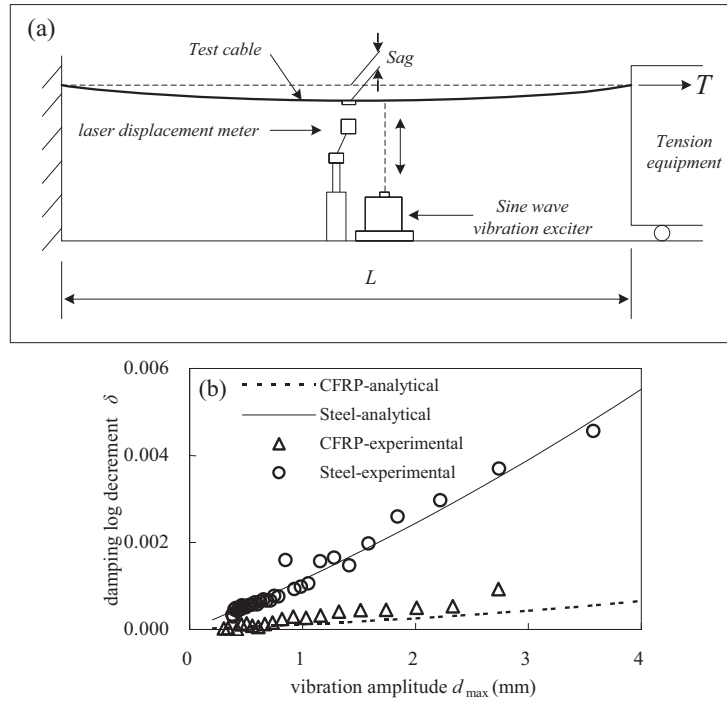 (a)
Test cable
Sag
T
laser displacement meter
Tension
equipment
Sine wave
vibration exciter
L
0.006
(b)
CFRP-analytical
Steel-analytical
CFRP-experimental
Steel-experimental
0.004
0.002
0.000
damping log decrement δ
0 1 2 3 4
vibration amplitude dmax (mm)